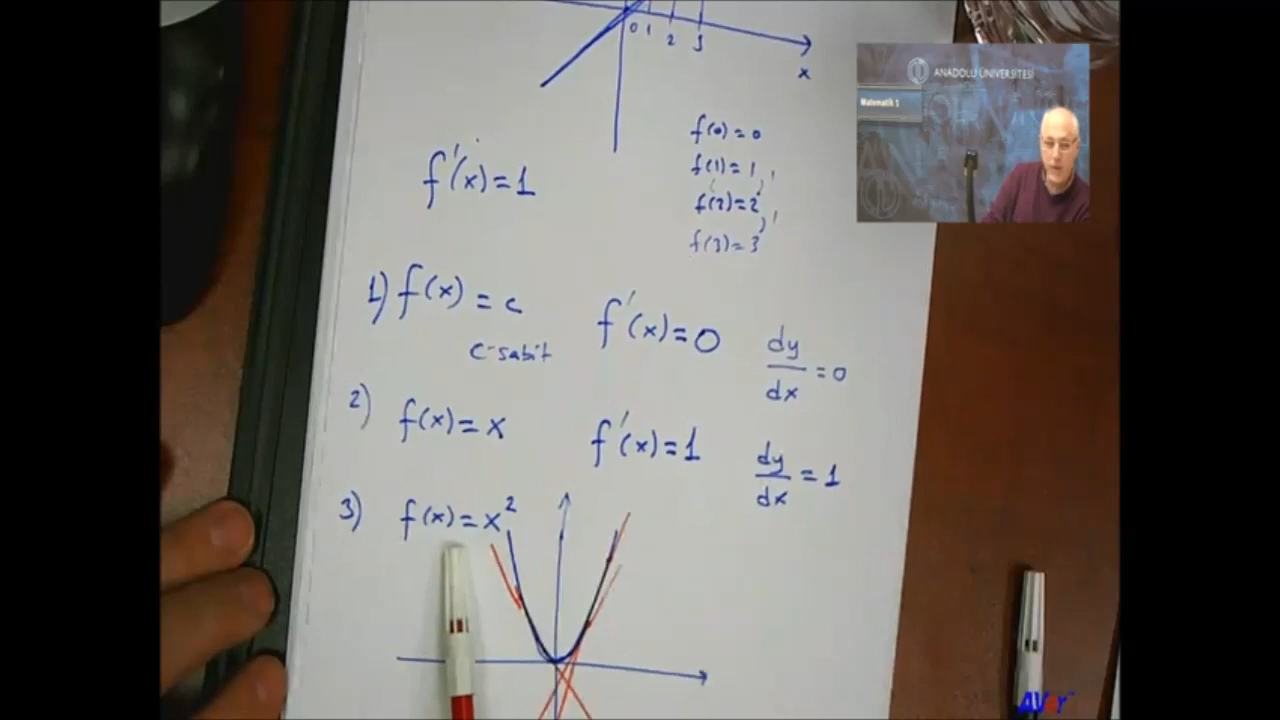 0 1 2 3
x
ANADOLU ÜNİVERSİTESİ
Matematik 1
f(0)=0
f(1)=1
f'(x)=1
f(2)=2
f(3)=3
1) f(x)=c
f'(x)=0
dy/dx=0
c-sabit
2) f(x)=x
f'(x)=1
dy/dx=1
3) f(x)=x²